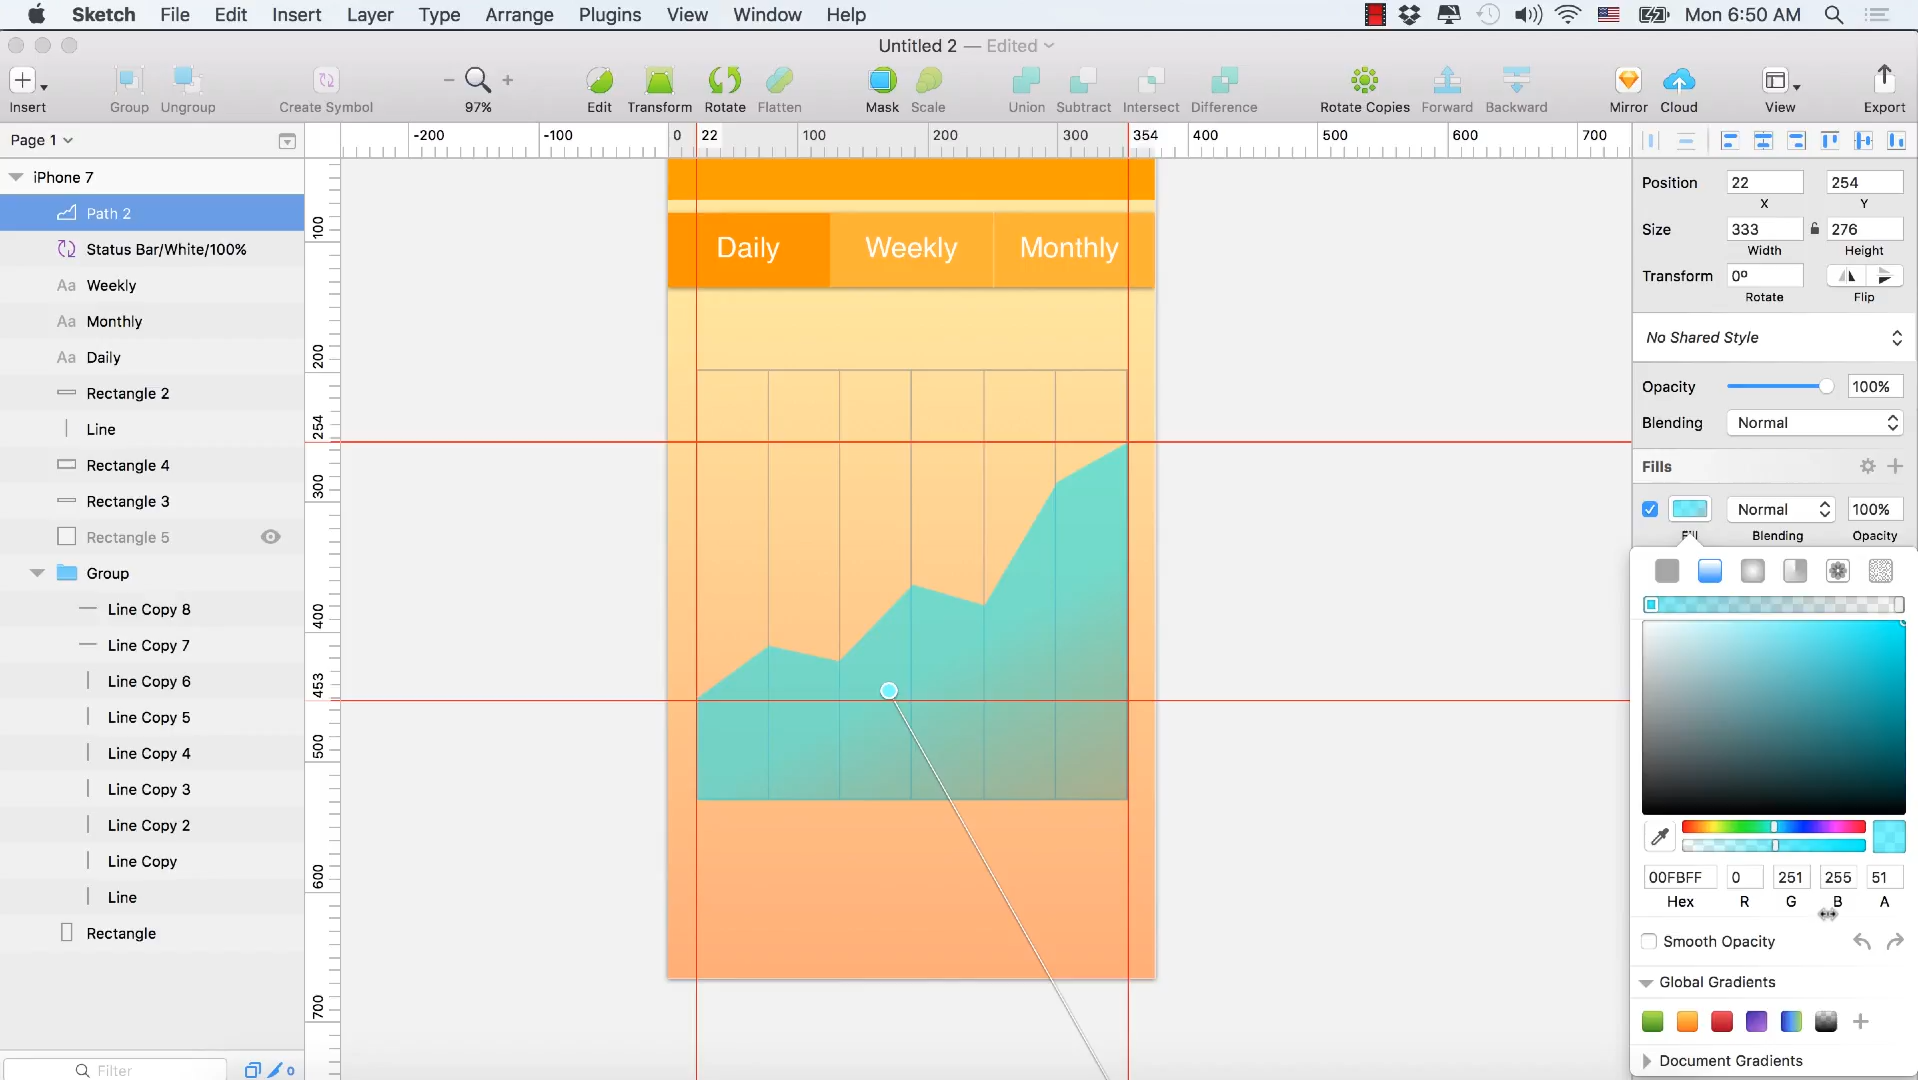 Sketch File Edit Insert Layer Type Arrange Plugins View Window Help Mon 6:50 AM
Untitled 2 — Edited
Insert Group Ungroup Create Symbol 97% Edit Transform Rotate Flatten Mask Scale Union Subtract Intersect Difference Rotate Copies Forward Backward Mirror Cloud View Export
Page 1
-200 -100 0 22 100 200 300 354 400 500 600 700
iPhone 7
Path 2
Status Bar/White/100%
Weekly
Monthly
Daily
Rectangle 2
Line
Rectangle 4
Rectangle 3
Rectangle 5
Group
Line Copy 8
Line Copy 7
Line Copy 6
Line Copy 5
Line Copy 4
Line Copy 3
Line Copy 2
Line Copy
Line
Rectangle
Filter
0
100
200
254
300
400
453
500
600
700
Daily Weekly Monthly
Position 22 254
X Y
Size 333 276
Width Height
Transform 0º
Rotate Flip
No Shared Style
Opacity 100%
Blending Normal
Fills
Normal 100%
Fill Blending Opacity
00FBFF 0 251 255 51
Hex R G B A
Smooth Opacity
Global Gradients
Document Gradients